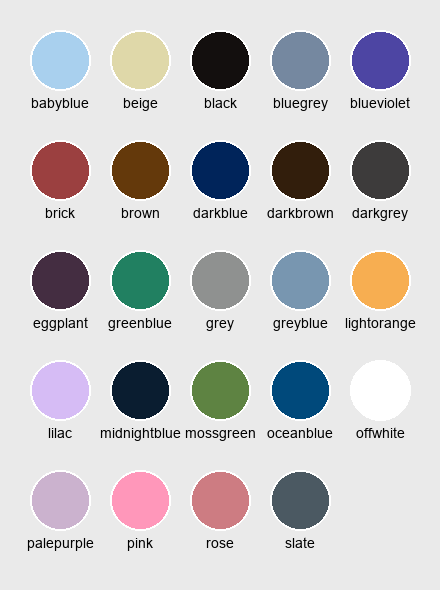 babyblue beige black bluegrey blueviolet
brick brown darkblue darkbrown darkgrey
eggplant greenblue grey greyblue lightorange
lilac midnightblue mossgreen oceanblue offwhite
palepurple pink rose slate